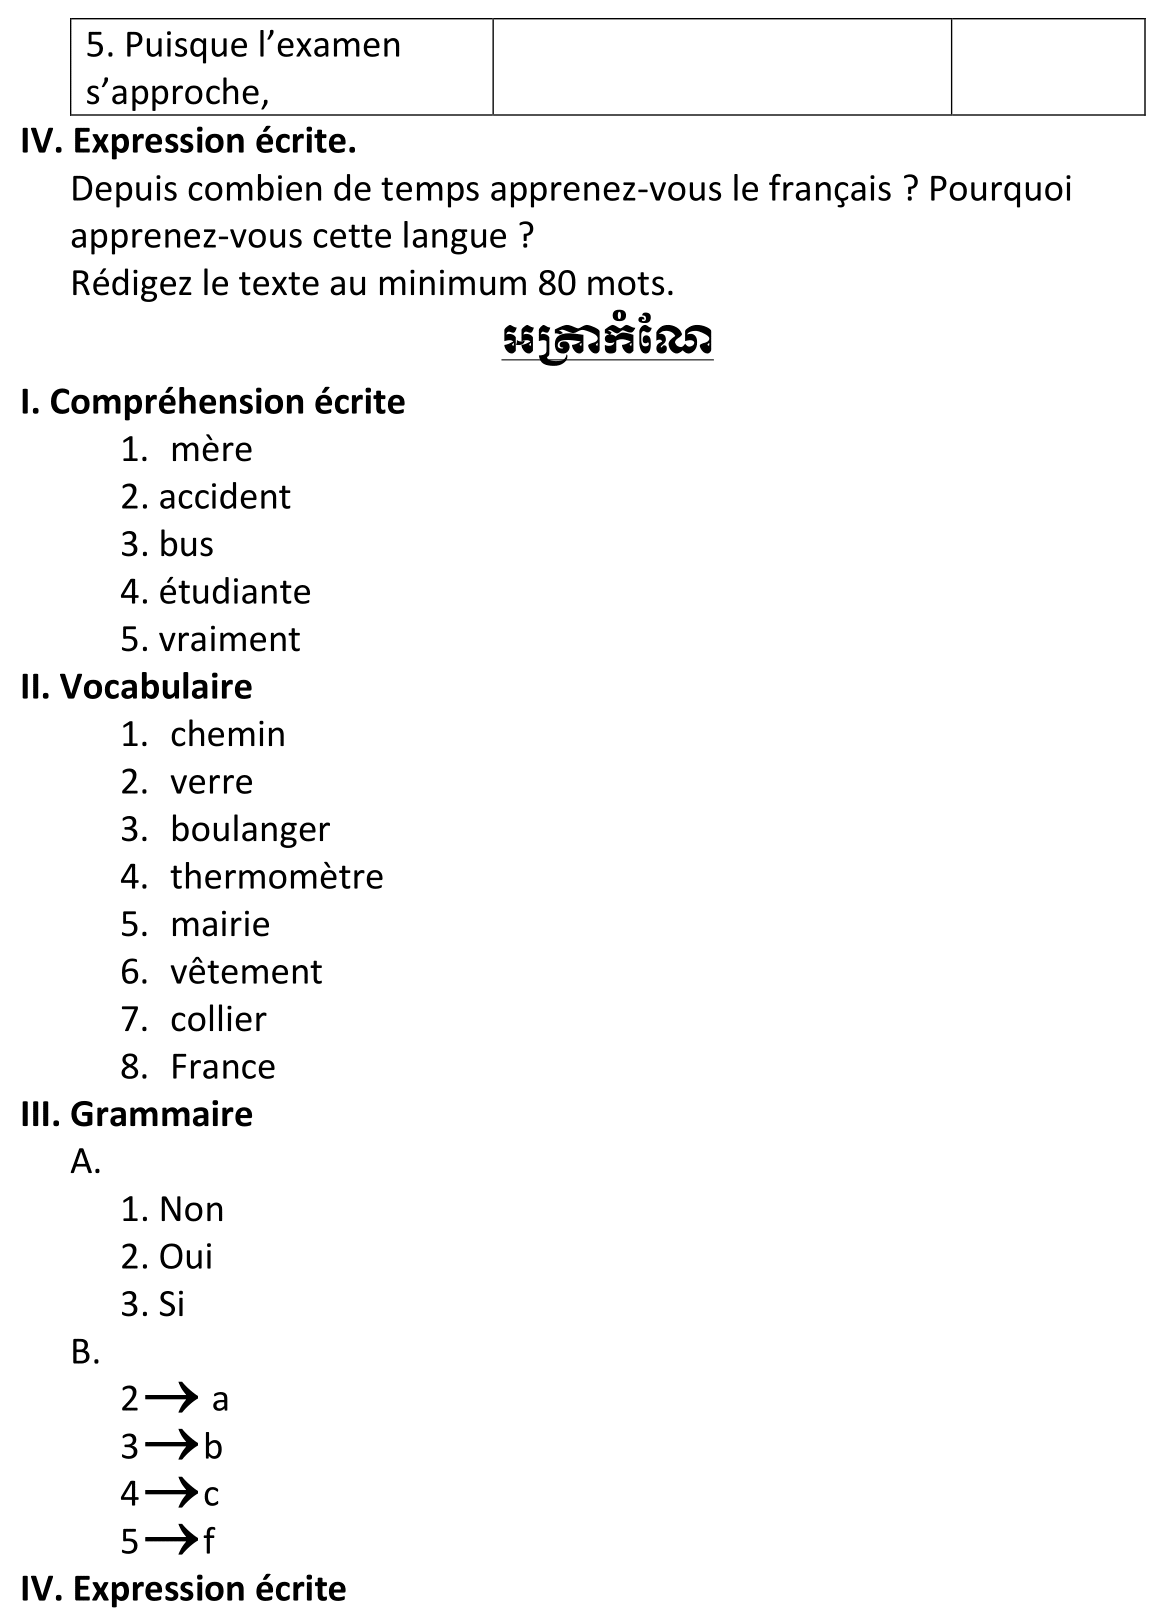 5. Puisque l’examen
s’approche,
IV. Expression écrite.
Depuis combien de temps apprenez-vous le français ? Pourquoi
apprenez-vous cette langue ?
Rédigez le texte au minimum 80 mots.
អត្រាកំណែ
I. Compréhension écrite
1. mère
2. accident
3. bus
4. étudiante
5. vraiment
II. Vocabulaire
1. chemin
2. verre
3. boulanger
4. thermomètre
5. mairie
6. vêtement
7. collier
8. France
III. Grammaire
A.
1. Non
2. Oui
3. Si
B.
2→ a
3→b
4→c
5→f
IV. Expression écrite